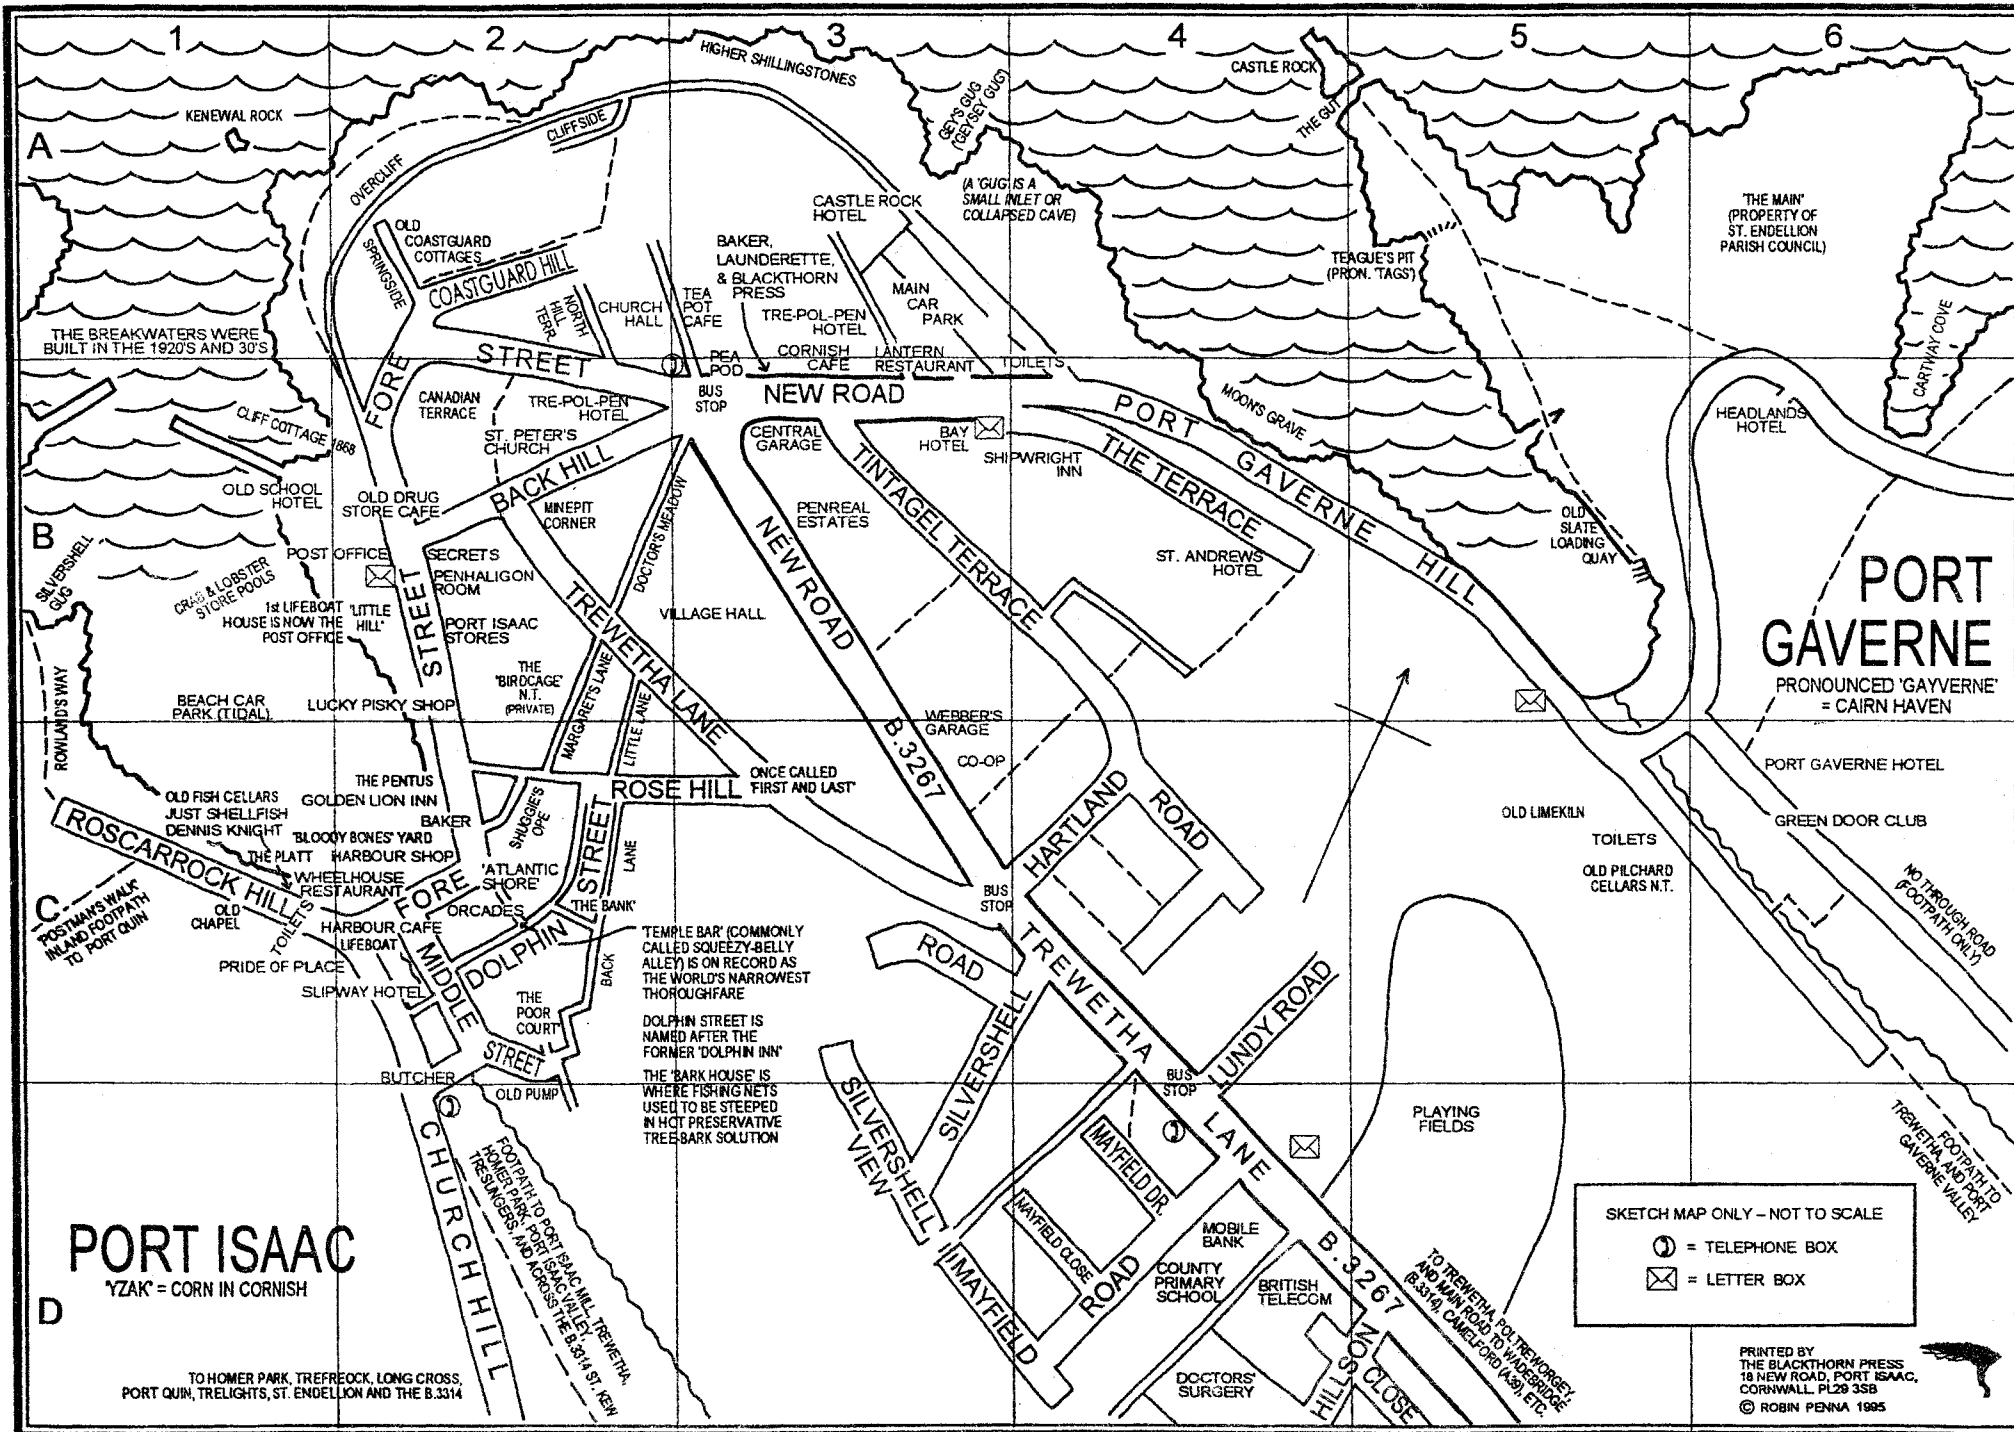 1
2
3
4
5
6
A
B
C
D
KENEWAL ROCK
HIGHER SHILLINGSTONES
GEY'S GUG
('GEYSEY GUG')
CASTLE ROCK
THE GUT
CLIFFSIDE
OVERCLIFF
(A 'GUG' IS A
SMALL INLET OR
COLLAPSED CAVE)
CASTLE ROCK
HOTEL
'THE MAIN'
(PROPERTY OF
ST. ENDELLION
PARISH COUNCIL)
OLD
COASTGUARD
COTTAGES
SPRINGSIDE
COASTGUARD HILL
NORTH
HILL
TERR.
CHURCH
HALL
TEA
POT
CAFE
BAKER,
LAUNDERETTE,
& BLACKTHORN
PRESS
TRE-POL-PEN
HOTEL
MAIN
CAR
PARK
TEAGUE'S PIT
(PRON. 'TAGS')
CARTWAY COVE
THE BREAKWATERS WERE
BUILT IN THE 1920'S AND 30'S
FORE
STREET
PEA
POD
CORNISH
CAFE
LANTERN
RESTAURANT
TOILETS
BUS
STOP
NEW ROAD
CANADIAN
TERRACE
TRE-POL-PEN
HOTEL
CLIFF COTTAGE 1868
ST. PETER'S
CHURCH
BACK HILL
CENTRAL
GARAGE
BAY
HOTEL
SHIPWRIGHT
INN
PORT GAVERNE HILL
THE TERRACE
MOON'S GRAVE
HEADLANDS
HOTEL
OLD SCHOOL
HOTEL
OLD DRUG
STORE CAFE
MINEPIT
CORNER
DOCTOR'S MEADOW
PENREAL
ESTATES
TINTAGEL TERRACE
ST. ANDREWS
HOTEL
OLD
SLATE
LOADING
QUAY
SILVERSHELL
GUG
CRAB & LOBSTER
STORE POOLS
POST OFFICE
SECRETS
PENHALIGON
ROOM
1st LIFEBOAT
HOUSE IS NOW THE
POST OFFICE
'LITTLE
HILL'
STREET
PORT ISAAC
STORES
TREWETHA LANE
VILLAGE HALL
NEW ROAD
B.3267
PORT
GAVERNE
PRONOUNCED 'GAYVERNE'
= CAIRN HAVEN
ROWLAND'S WAY
BEACH CAR
PARK (TIDAL)
LUCKY PISKY SHOP
THE
'BIRDCAGE'
N.T.
(PRIVATE)
MARGARET'S LANE
LITTLE LANE
WEBBER'S
GARAGE
CO-OP
THE PENTUS
GOLDEN LION INN
BAKER
SHUGGIE'S
OPE
ROSE HILL
ONCE CALLED
'FIRST AND LAST'
HARTLAND
ROAD
PORT GAVERNE HOTEL
OLD LIMEKILN
TOILETS
GREEN DOOR CLUB
OLD PILCHARD
CELLARS N.T.
NO THROUGH ROAD
(FOOTPATH ONLY)
OLD FISH CELLARS
JUST SHELLFISH
DENNIS KNIGHT
'BLOODY BONES' YARD
THE PLATT
HARBOUR SHOP
WHEELHOUSE
RESTAURANT
ROSCARROCK HILL
'POSTMAN'S WALK'
INLAND FOOTPATH
TO PORT QUIN
OLD
CHAPEL
TOILETS
FORE
'ATLANTIC
SHORE'
ORCADES
STREET
LANE
'THE BANK'
HARBOUR CAFE
LIFEBOAT
PRIDE OF PLACE
SLIPWAY HOTEL
MIDDLE
DOLPHIN
BACK
'THE
POOR
COURT'
STREET
BUTCHER
OLD PUMP
'TEMPLE BAR' (COMMONLY
CALLED SQUEEZY-BELLY
ALLEY) IS ON RECORD AS
THE WORLD'S NARROWEST
THOROUGHFARE
DOLPHIN STREET IS
NAMED AFTER THE
FORMER 'DOLPHIN INN'
THE 'BARK HOUSE' IS
WHERE FISHING NETS
USED TO BE STEEPED
IN HOT PRESERVATIVE
TREE-BARK SOLUTION
BUS
STOP
ROAD
SILVERSHELL
TREWETHA
LANE
B.3267
LUNDY ROAD
BUS
STOP
SILVERSHELL
VIEW
SILVERSHELL
MAYFIELD DR.
MAYFIELD CLOSE
MAYFIELD
ROAD
PLAYING
FIELDS
MOBILE
BANK
COUNTY
PRIMARY
SCHOOL
BRITISH
TELECOM
DOCTORS'
SURGERY
HILLSON
CLOSE
TO TREWETHA, POLTREWORGEY,
AND MAIN ROAD TO WADEBRIDGE
(B.3314), CAMELFORD (A39), ETC.
FOOTPATH TO
TREWETHA, AND PORT
GAVERNE VALLEY
CHURCH HILL
FOOTPATH TO PORT ISAAC MILL, TREWETHA,
HOMER PARK, PORT ISAAC VALLEY,
TRESUNGERS, AND ACROSS THE B.3314 ST. KEW
PORT ISAAC
'YZAK' = CORN IN CORNISH
TO HOMER PARK, TREFREOCK, LONG CROSS,
PORT QUIN, TRELIGHTS, ST. ENDELLION AND THE B.3314
SKETCH MAP ONLY – NOT TO SCALE
= TELEPHONE BOX
= LETTER BOX
PRINTED BY
THE BLACKTHORN PRESS
18 NEW ROAD, PORT ISAAC,
CORNWALL. PL29 3SB
© ROBIN PENNA 1995